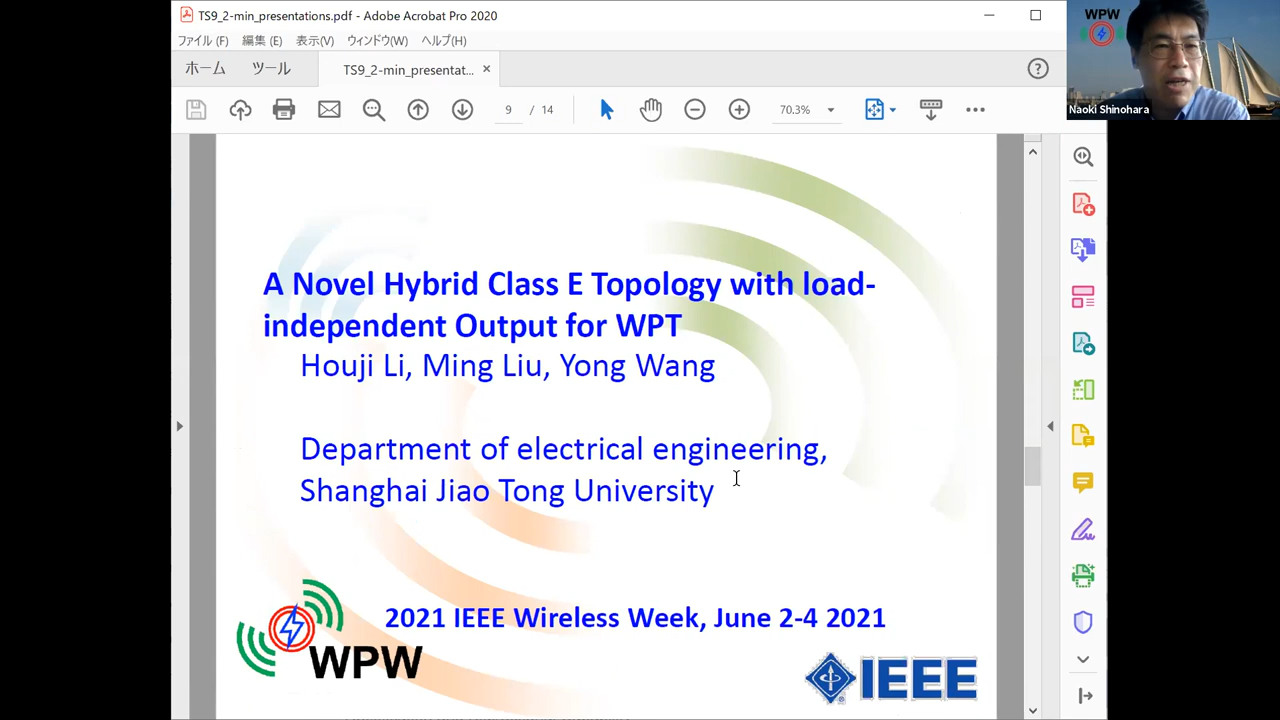 TS9_2-min_presentations.pdf - Adobe Acrobat Pro 2020
ファイル(F) 編集(E) 表示(V) ウィンドウ(W) ヘルプ(H)
ホーム ツール TS9_2-min_presentat...
9 / 14 70.3%
WPW
Naoki Shinohara
A Novel Hybrid Class E Topology with load-
independent Output for WPT
Houji Li, Ming Liu, Yong Wang
Department of electrical engineering,
Shanghai Jiao Tong University
2021 IEEE Wireless Week, June 2-4 2021
WPW
IEEE